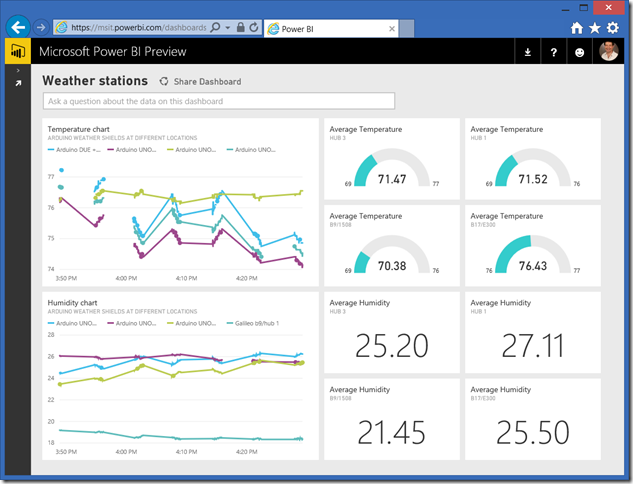 https://msit.powerbi.com/dashboards
Power BI
Microsoft Power BI Preview
Weather stations
Share Dashboard
Ask a question about the data on this dashboard
Temperature chart
ARDUINO WEATHER SHIELDS AT DIFFERENT LOCATIONS
Arduino DUE =... Arduino UNO... Arduino UNO... Arduino UNO...
77
76
75
74
3:50 PM 4:00 PM 4:10 PM 4:20 PM
Average Temperature
HUB 3
71.47
69 77
Average Temperature
HUB 1
71.52
69 76
Average Temperature
B9/1508
70.38
69 76
Average Temperature
B17/E300
76.43
76 77
Humidity chart
ARDUINO WEATHER SHIELDS AT DIFFERENT LOCATIONS
Arduino UNO... Arduino UNO... Arduino UNO... Galileo b9/hub 1
28
26
24
22
20
18
3:50 PM 4:00 PM 4:10 PM 4:20 PM
Average Humidity
HUB 3
25.20
Average Humidity
HUB 1
27.11
Average Humidity
B9/1508
21.45
Average Humidity
B17/E300
25.50